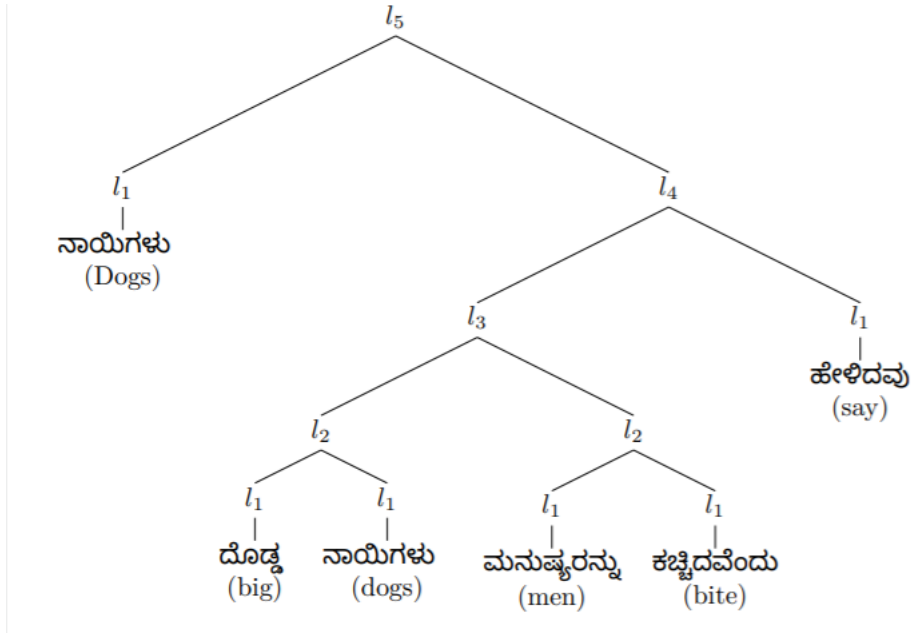 l₅
l₁ l₄
ನಾಯಿಗಳು
(Dogs)
l₃ l₁
ಹೇಳಿದವು
(say)
l₂ l₂
l₁ l₁ l₁ l₁
ದೊಡ್ಡ ನಾಯಿಗಳು ಮನುಷ್ಯರನ್ನು ಕಚ್ಚಿದವೆಂದು
(big) (dogs) (men) (bite)